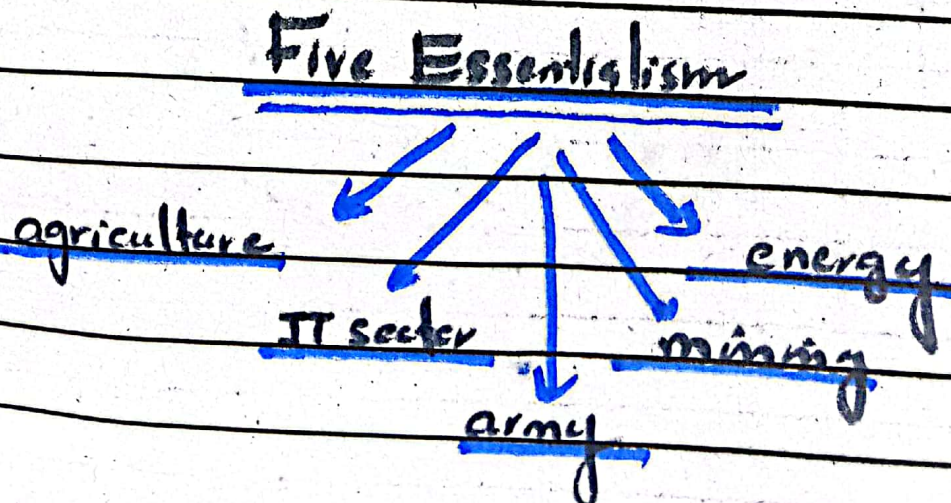 Five Essentialism
agriculture
energy
IT sector
mining
army